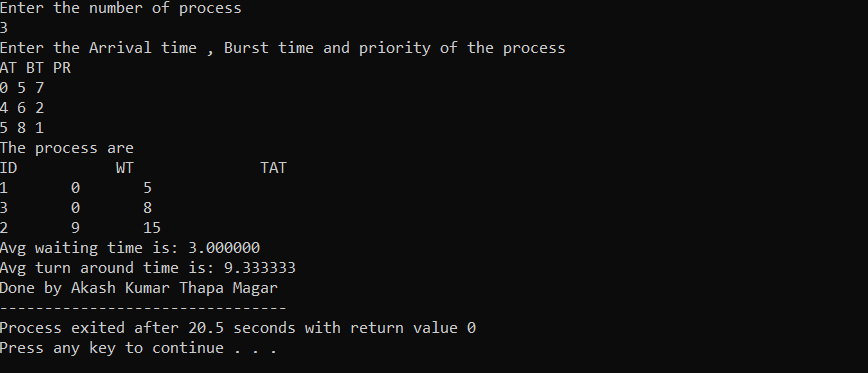 Enter the number of process
3
Enter the Arrival time , Burst time and priority of the process
AT BT PR
0 5 7
4 6 2
5 8 1
The process are
ID WT TAT
1 0 5
3 0 8
2 9 15
Avg waiting time is: 3.000000
Avg turn around time is: 9.333333
Done by Akash Kumar Thapa Magar
--------------------------------
Process exited after 20.5 seconds with return value 0
Press any key to continue . . .